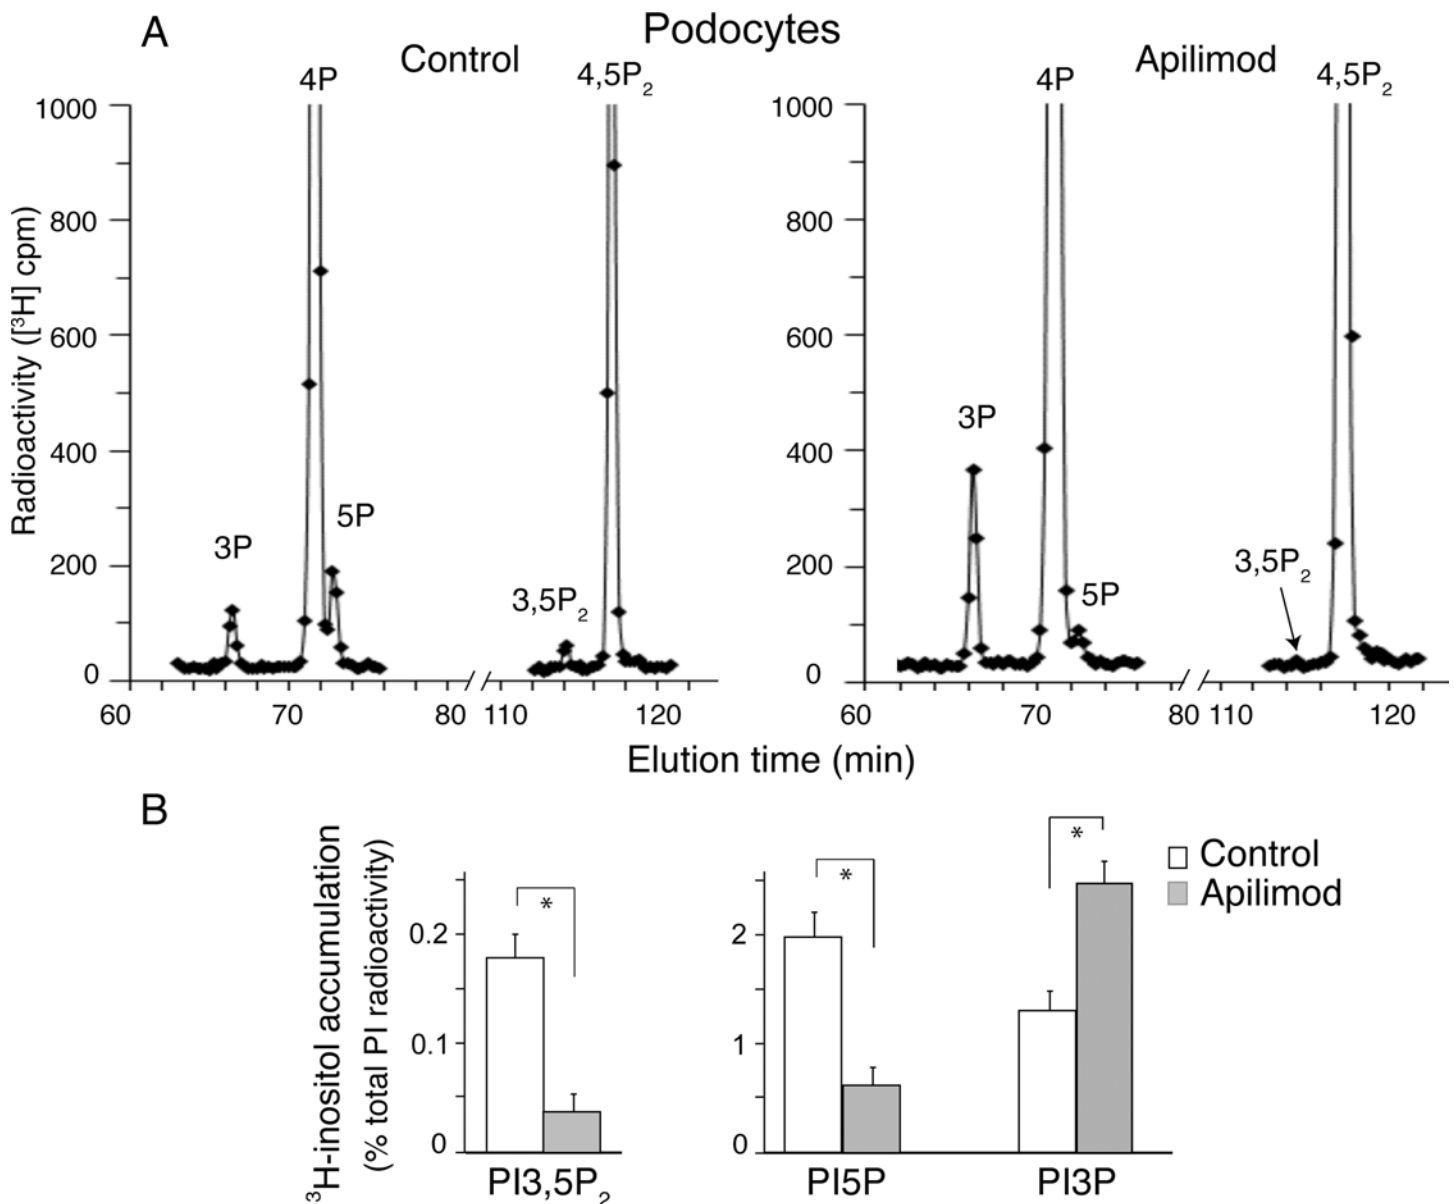 A
Podocytes
Control
Apilimod
4P
4,5P₂
4P
4,5P₂
Radioactivity ([³H] cpm)
1000
800
600
400
200
0
3P
5P
3,5P₂
60
70
80
110
120
1000
800
600
400
200
0
3P
5P
3,5P₂
60
70
80
110
120
Elution time (min)
B
³H-inositol accumulation
(% total PI radioactivity)
0.2
0.1
0
*
PI3,5P₂
2
1
0
*
*
PI5P
PI3P
Control
Apilimod